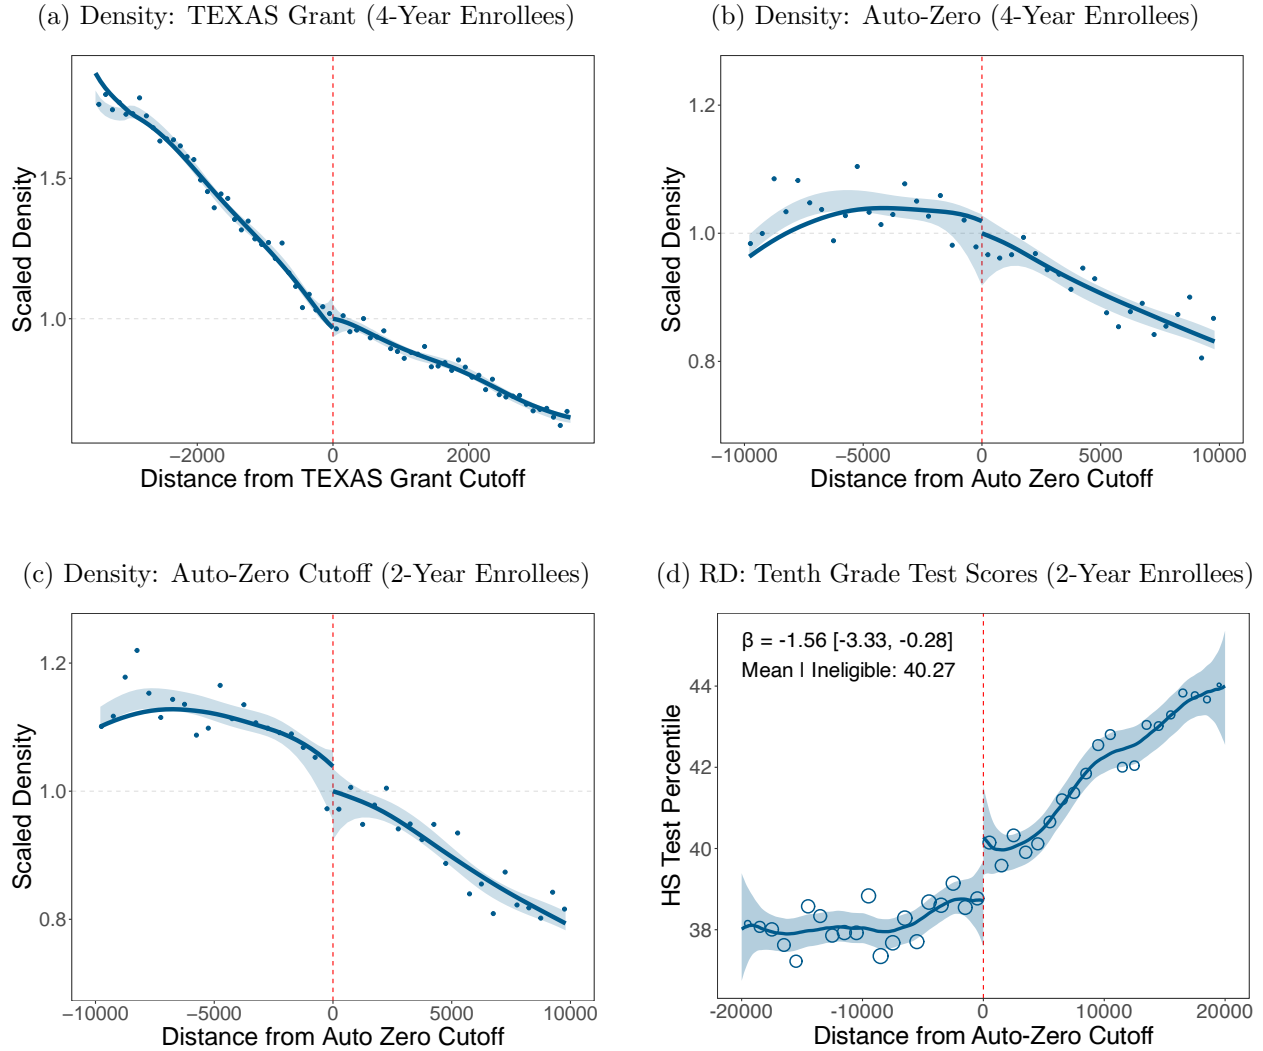 (a) Density: TEXAS Grant (4-Year Enrollees)
Scaled Density
1.5
1.0
−2000
0
2000
Distance from TEXAS Grant Cutoff
(b) Density: Auto-Zero (4-Year Enrollees)
Scaled Density
1.2
1.0
0.8
−10000
−5000
0
5000
10000
Distance from Auto Zero Cutoff
(c) Density: Auto-Zero Cutoff (2-Year Enrollees)
Scaled Density
1.2
1.0
0.8
−10000
−5000
0
5000
10000
Distance from Auto Zero Cutoff
(d) RD: Tenth Grade Test Scores (2-Year Enrollees)
β = -1.56 [-3.33, -0.28]
Mean | Ineligible: 40.27
HS Test Percentile
44
42
40
38
-20000
-10000
0
10000
20000
Distance from Auto-Zero Cutoff